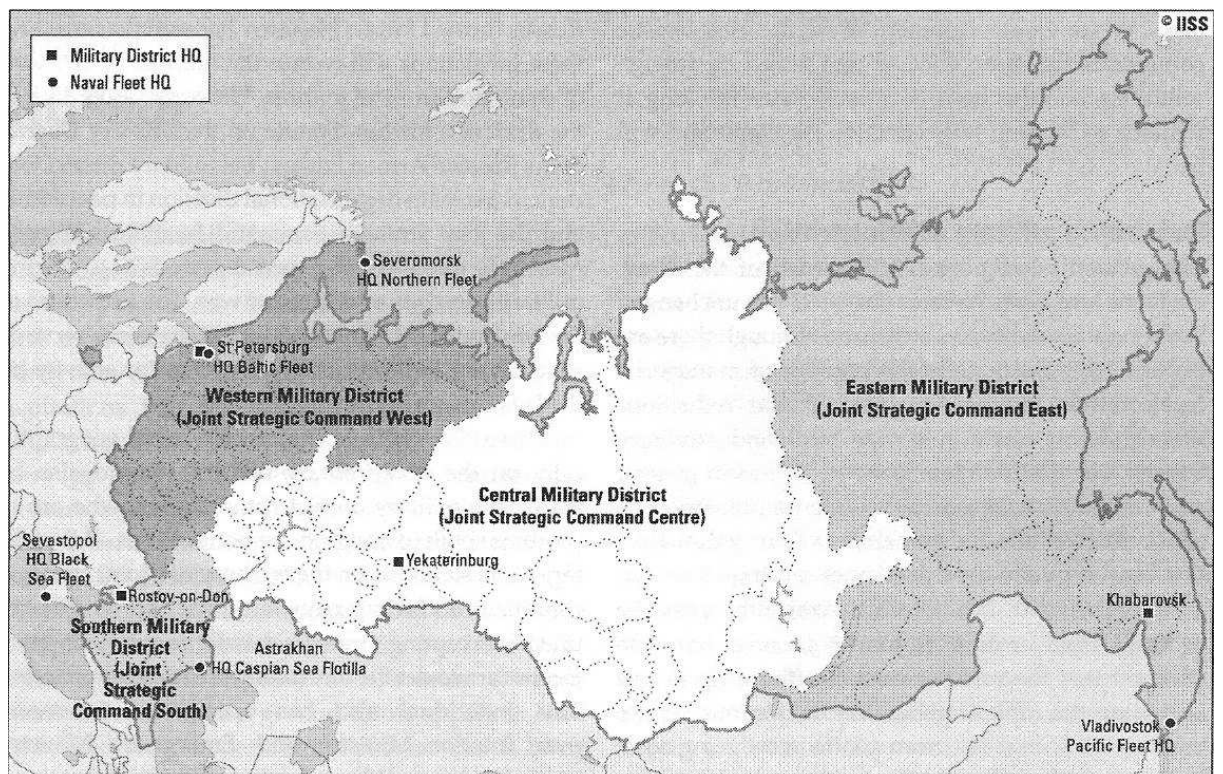 © IISS
Military District HQ
Naval Fleet HQ
Severomorsk
HQ Northern Fleet
St Petersburg
HQ Baltic Fleet
Western Military District
(Joint Strategic Command West)
Eastern Military District
(Joint Strategic Command East)
Central Military District
(Joint Strategic Command Centre)
Yekaterinburg
Sevastopol
HQ Black
Sea Fleet
Rostov-on-Don
Southern Military
District
(Joint
Strategic
Command South)
Astrakhan
HQ Caspian Sea Flotilla
Khabarovsk
Vladivostok
Pacific Fleet HQ